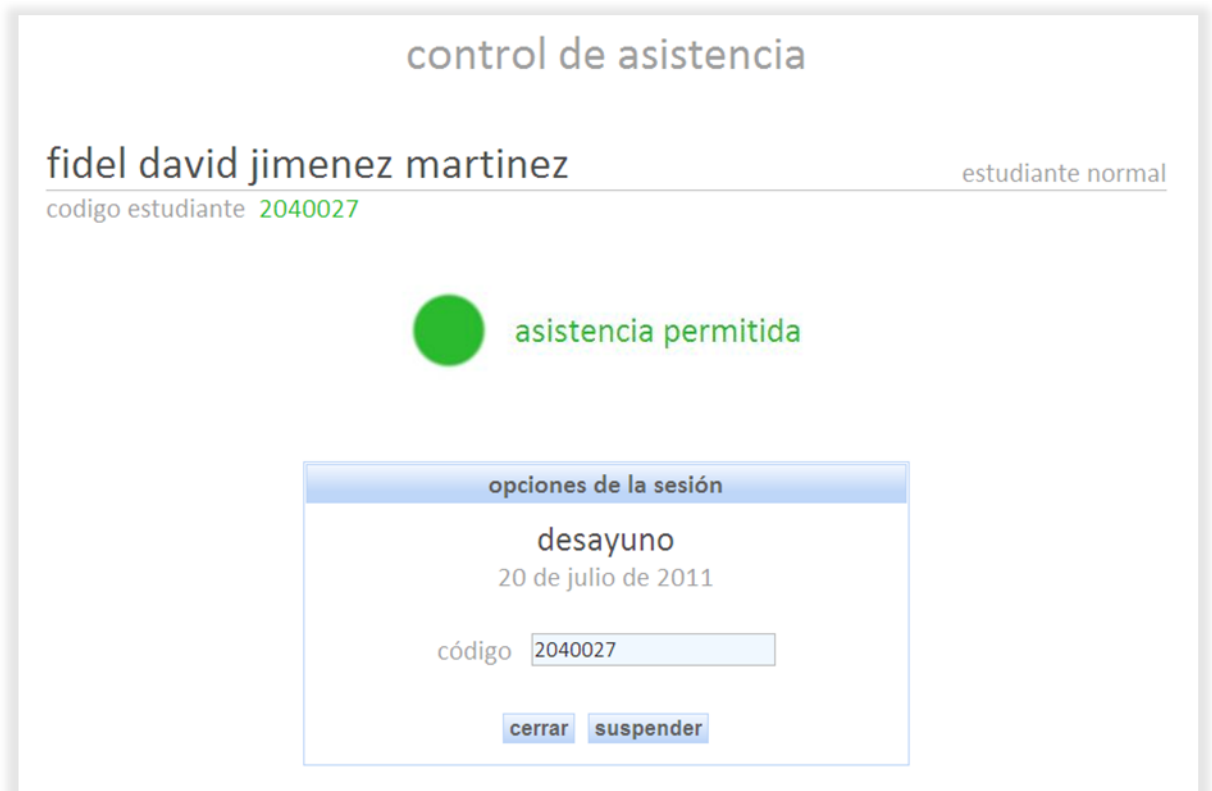 control de asistencia
fidel david jimenez martinez
estudiante normal
codigo estudiante 2040027
asistencia permitida
opciones de la sesión
desayuno
20 de julio de 2011
código 2040027
cerrar suspender